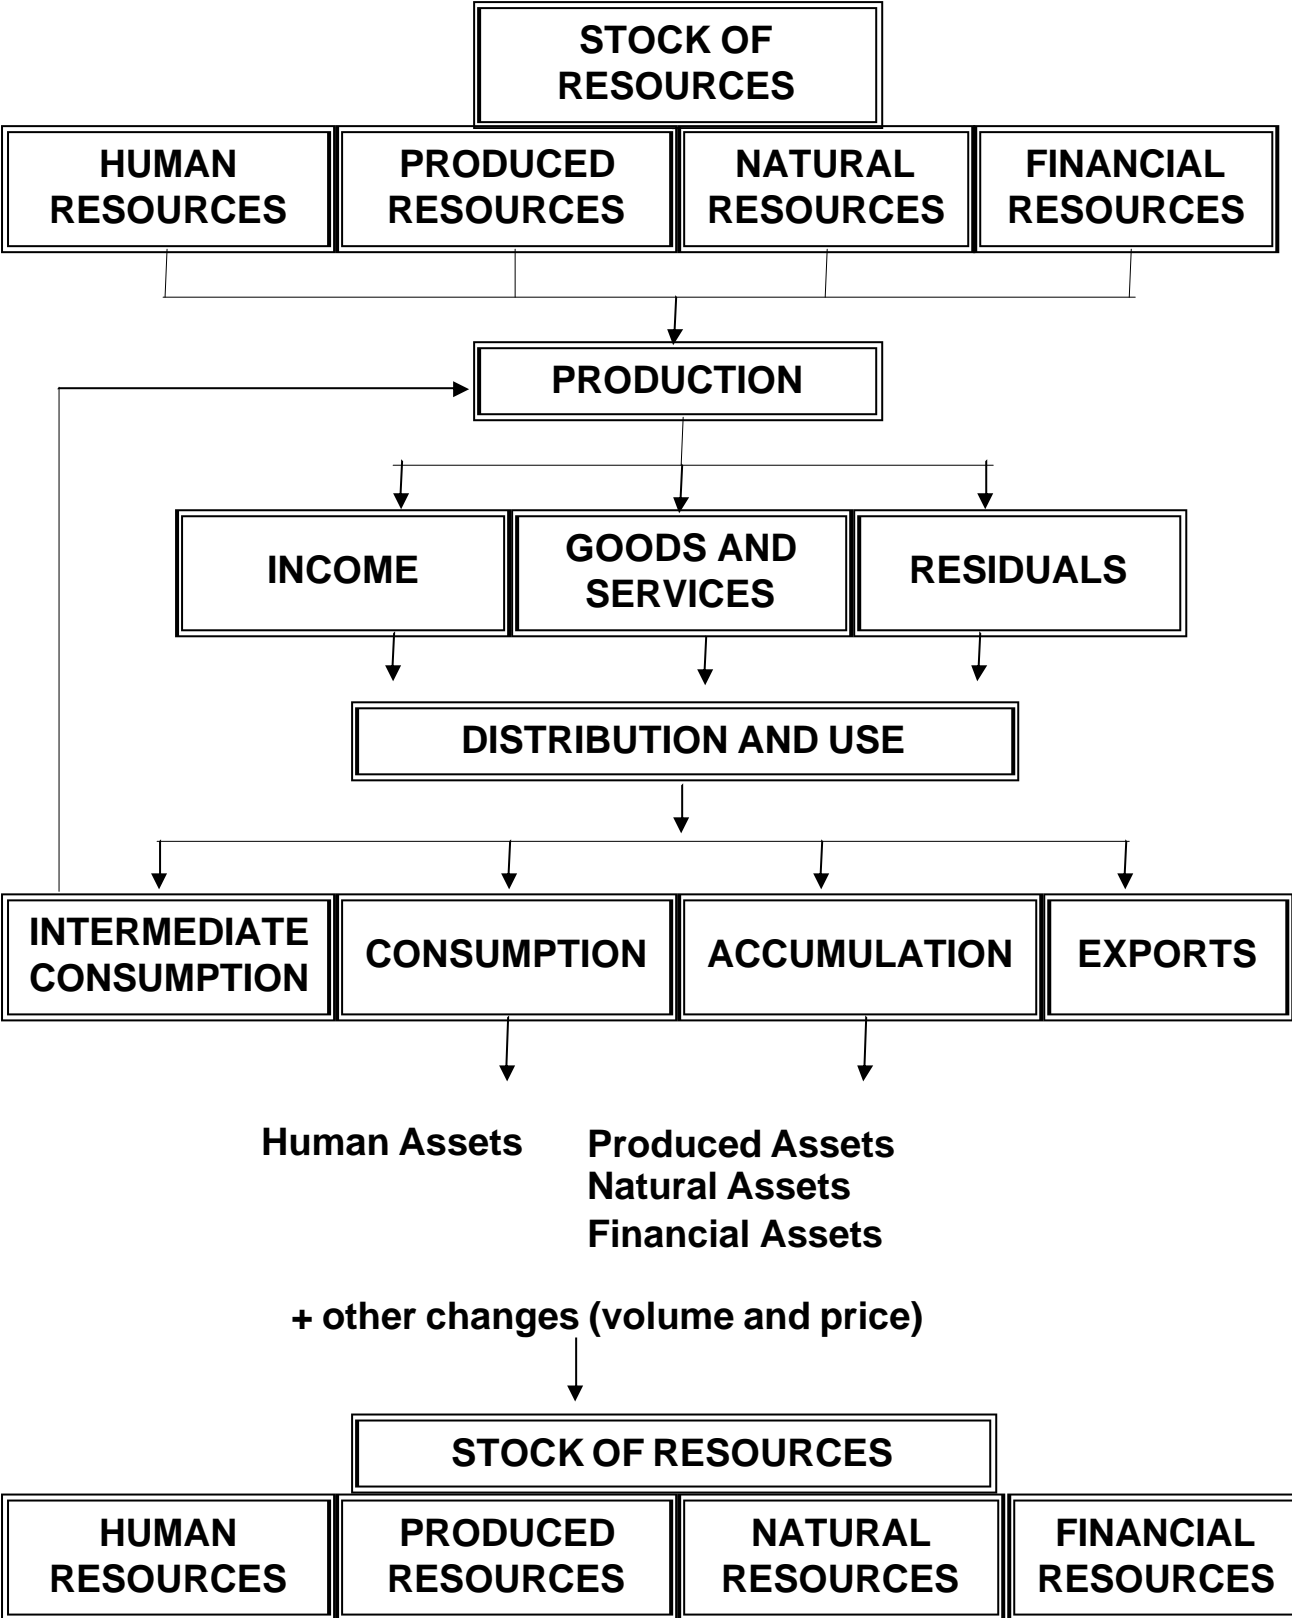 STOCK OF
RESOURCES
HUMAN
RESOURCES
PRODUCED
RESOURCES
NATURAL
RESOURCES
FINANCIAL
RESOURCES
PRODUCTION
INCOME
GOODS AND
SERVICES
RESIDUALS
DISTRIBUTION AND USE
INTERMEDIATE
CONSUMPTION
CONSUMPTION
ACCUMULATION
EXPORTS
Human Assets
Produced Assets
Natural Assets
Financial Assets
+ other changes (volume and price)
STOCK OF RESOURCES
HUMAN
RESOURCES
PRODUCED
RESOURCES
NATURAL
RESOURCES
FINANCIAL
RESOURCES